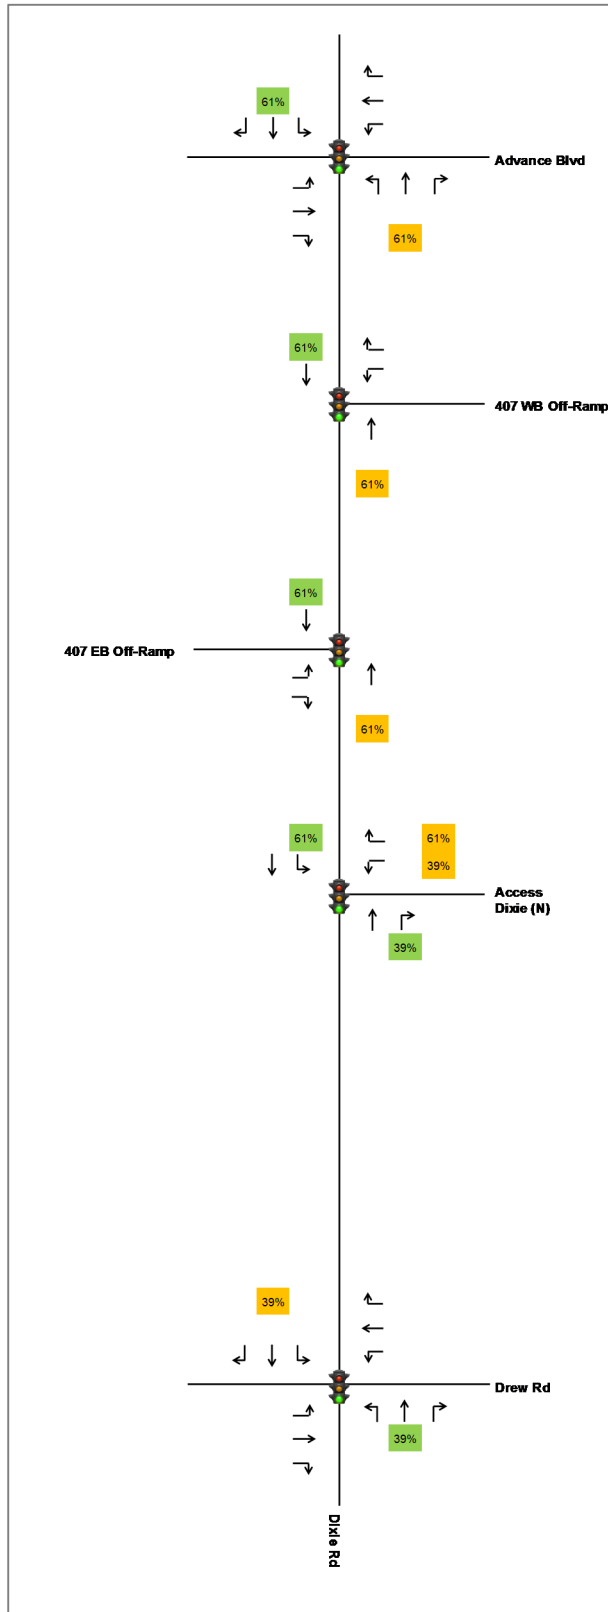 61%
Advance Blvd
61%
61%
407 WB Off-Ramp
61%
61%
407 EB Off-Ramp
61%
61%
61%
39%
Access
Dixie (N)
39%
39%
Drew Rd
39%
Dixie Rd